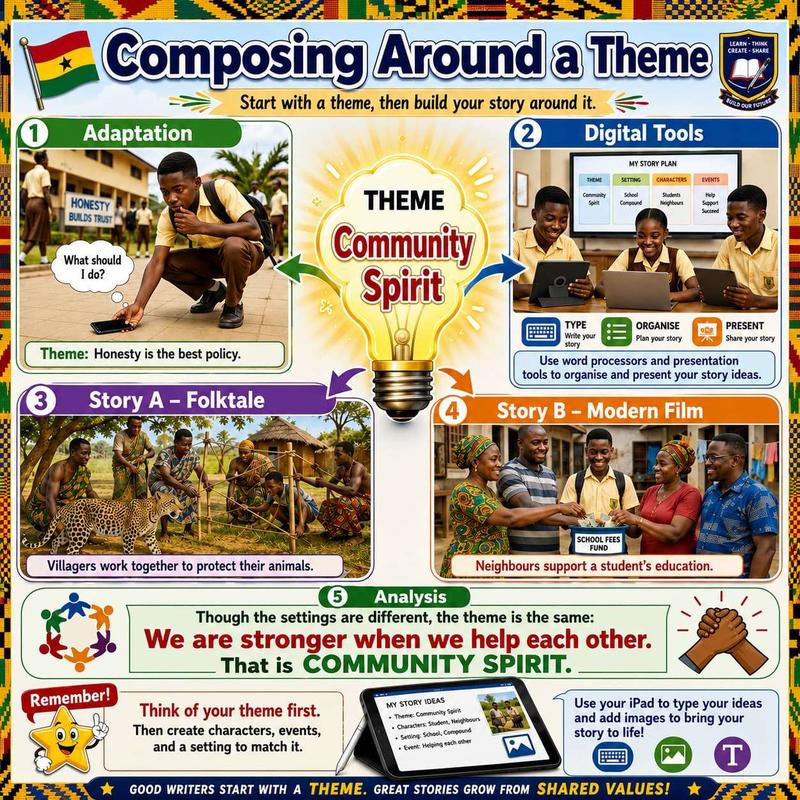 Composing Around a Theme
LEARN • THINK
CREATE • SHARE
BUILD OUR FUTURE
Start with a theme, then build your story around it.
1 Adaptation
HONESTY
BUILDS TRUST
What should
I do?
Theme: Honesty is the best policy.
THEME
Community
Spirit
2 Digital Tools
MY STORY PLAN
THEME
SETTING
CHARACTERS
EVENTS
Community
Spirit
School
Compound
Students
Neighbours
Help
Support
Succeed
TYPE
Write your
story
ORGANISE
Plan your story
PRESENT
Share your story
Use word processors and presentation
tools to organise and present your story ideas.
3 Story A – Folktale
Villagers work together to protect their animals.
4 Story B – Modern Film
SCHOOL FEES
FUND
Neighbours support a student's education.
5 Analysis
Though the settings are different, the theme is the same:
We are stronger when we help each other.
That is COMMUNITY SPIRIT.
Remember!
Think of your theme first.
Then create characters, events,
and a setting to match it.
MY STORY IDEAS
• Theme: Community Spirit
• Characters: Student, Neighbours
• Setting: School, Compound
• Event: Helping each other
Use your iPad to type your ideas
and add images to bring your
story to life!
T
GOOD WRITERS START WITH A THEME. GREAT STORIES GROW FROM SHARED VALUES!